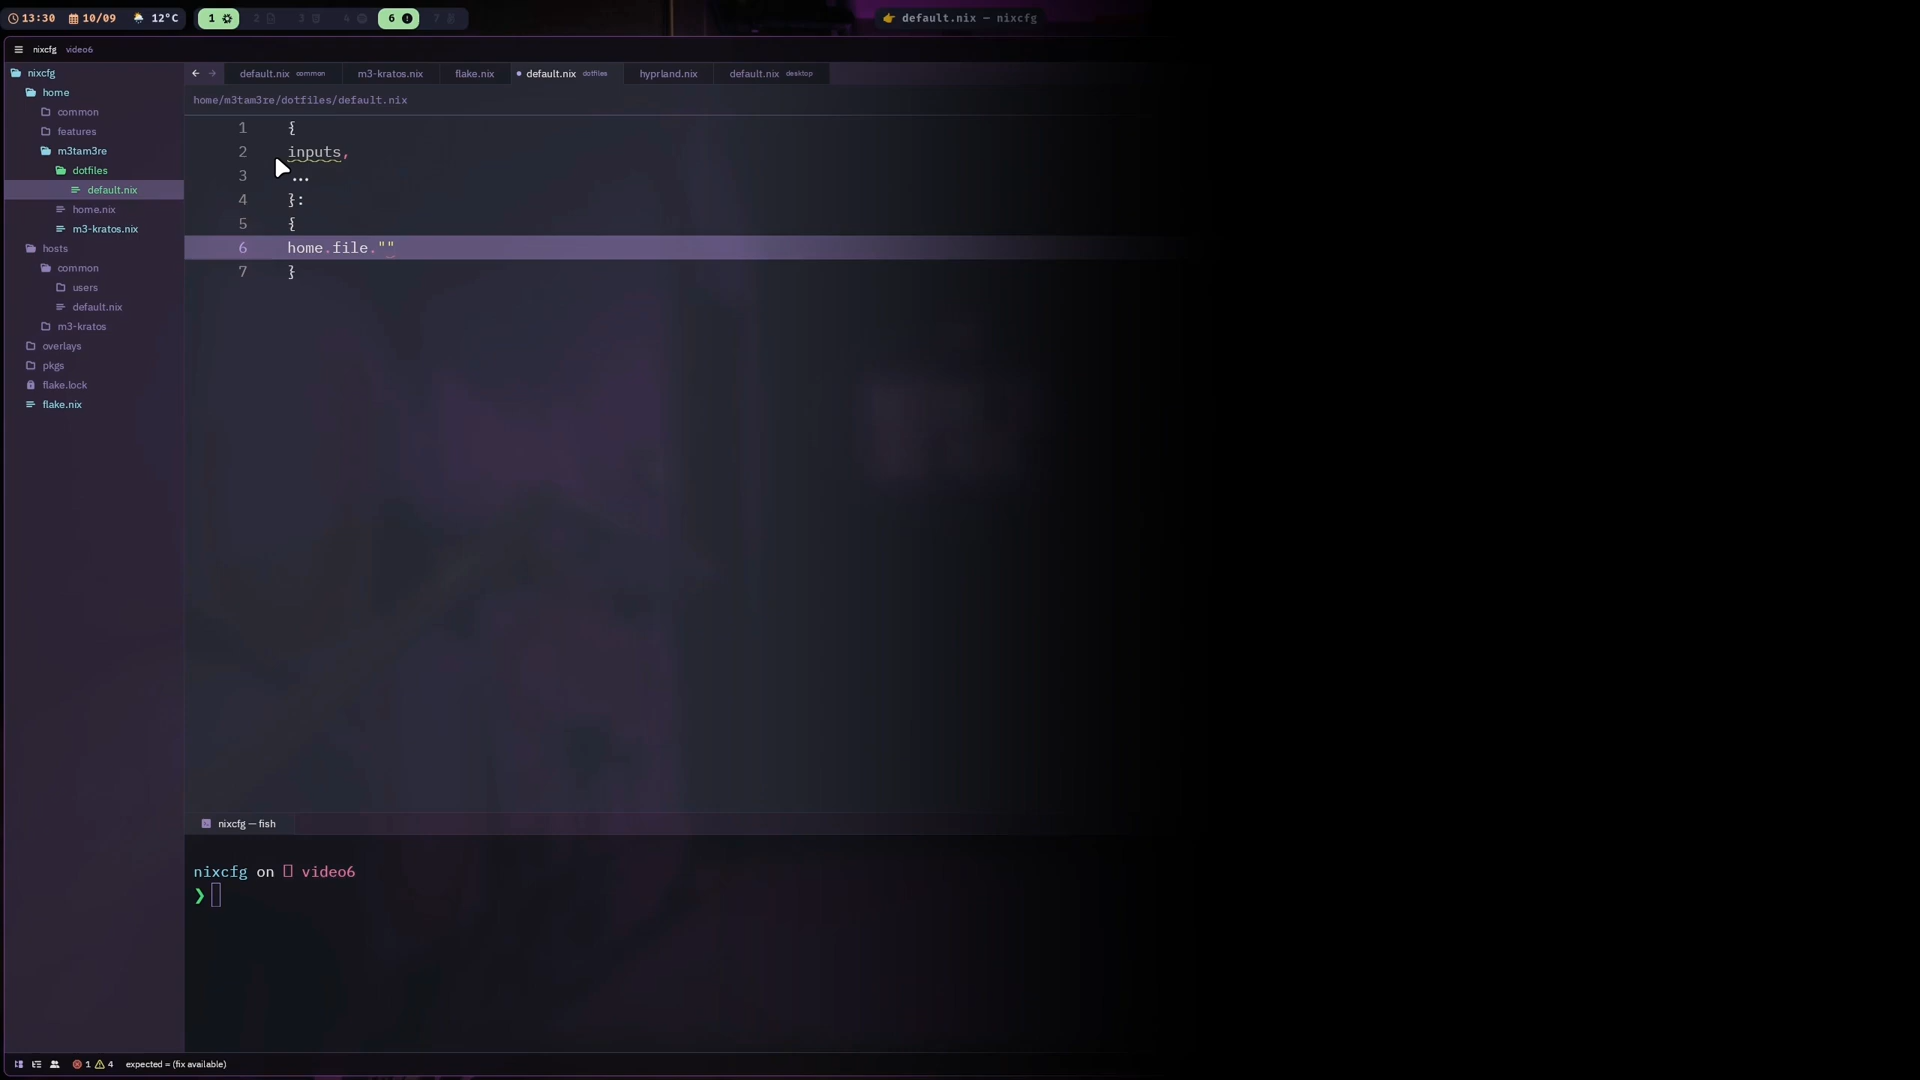 13:30 10/09 12°C 1 2 3 4 6 7 default.nix — nixcfg
nixcfg video6
nixcfg
home
common
features
m3tam3re
dotfiles
default.nix
home.nix
m3-kratos.nix
hosts
common
users
default.nix
m3-kratos
overlays
pkgs
flake.lock
flake.nix
default.nix common m3-kratos.nix flake.nix default.nix dotfiles hyprland.nix default.nix desktop
home/m3tam3re/dotfiles/default.nix
1 {
2 inputs,
3 ...
4 }:
5 {
6 home.file.""
7 }
nixcfg — fish
nixcfg on video6
❯
1 4 expected = (fix available)